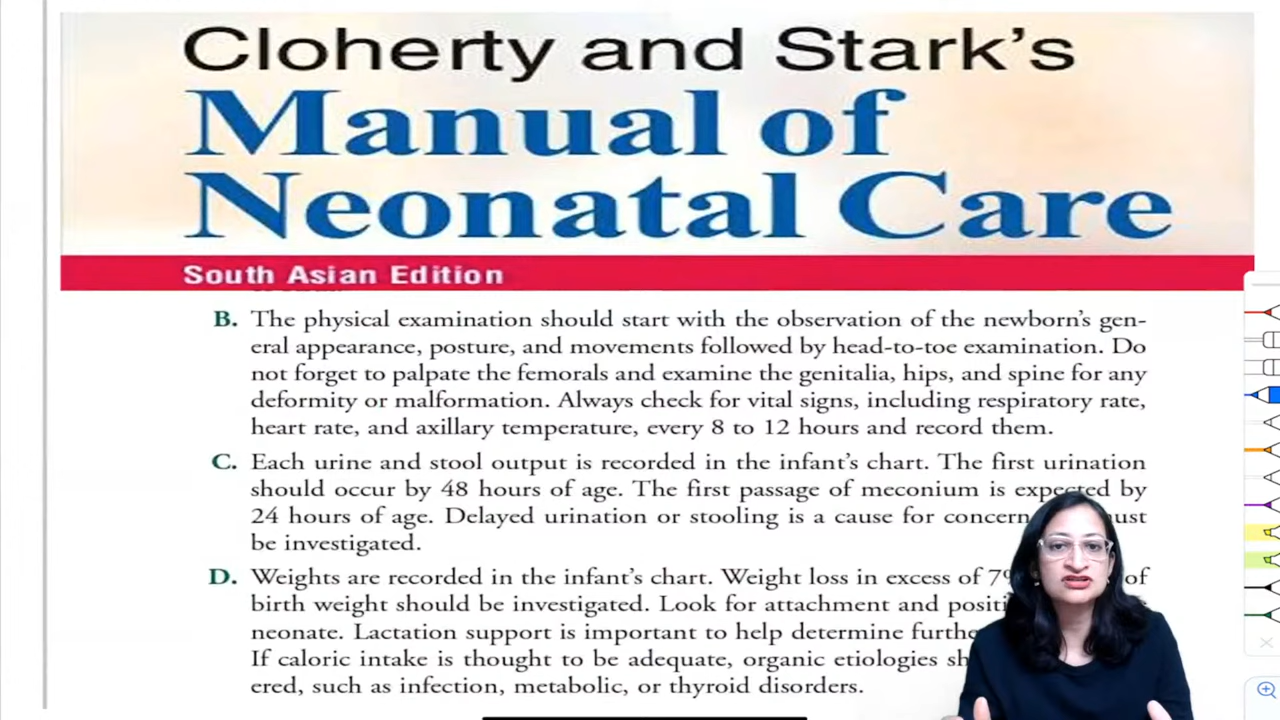 Cloherty and Stark's
Manual of
Neonatal Care
South Asian Edition
B. The physical examination should start with the observation of the newborn's gen-
eral appearance, posture, and movements followed by head-to-toe examination. Do
not forget to palpate the femorals and examine the genitalia, hips, and spine for any
deformity or malformation. Always check for vital signs, including respiratory rate,
heart rate, and axillary temperature, every 8 to 12 hours and record them.
C. Each urine and stool output is recorded in the infant's chart. The first urination
should occur by 48 hours of age. The first passage of meconium is expected by
24 hours of age. Delayed urination or stooling is a cause for concern
be investigated.
D. Weights are recorded in the infant's chart. Weight loss in excess of of
birth weight should be investigated. Look for attachment and
neonate. Lactation support is important to help determine
If caloric intake is thought to be adequate, organic etiologies
ered, such as infection, metabolic, or thyroid disorders.